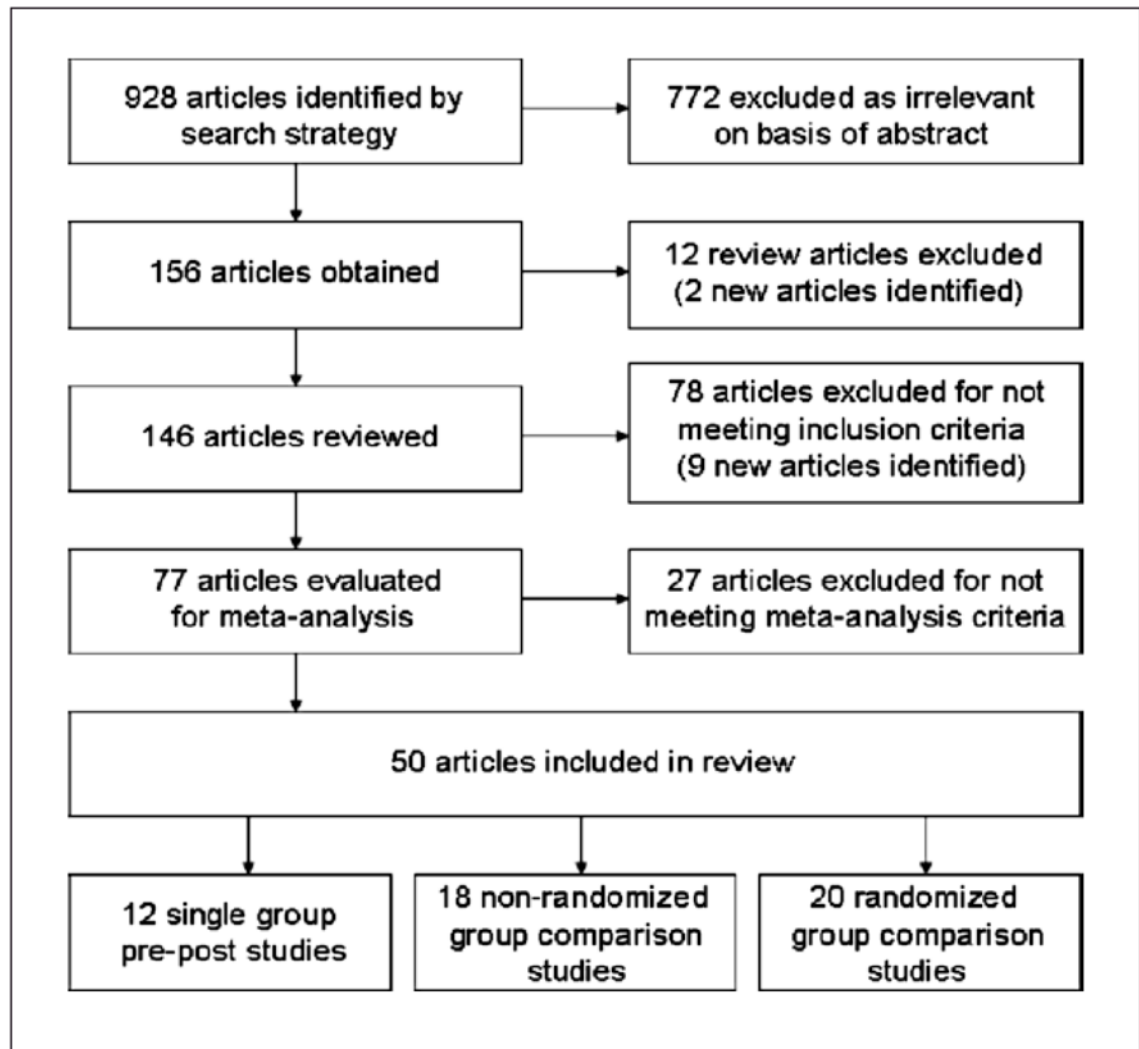 928 articles identified by
search strategy
772 excluded as irrelevant
on basis of abstract
156 articles obtained
12 review articles excluded
(2 new articles identified)
146 articles reviewed
78 articles excluded for not
meeting inclusion criteria
(9 new articles identified)
77 articles evaluated
for meta-analysis
27 articles excluded for not
meeting meta-analysis criteria
50 articles included in review
12 single group
pre-post studies
18 non-randomized
group comparison
studies
20 randomized
group comparison
studies